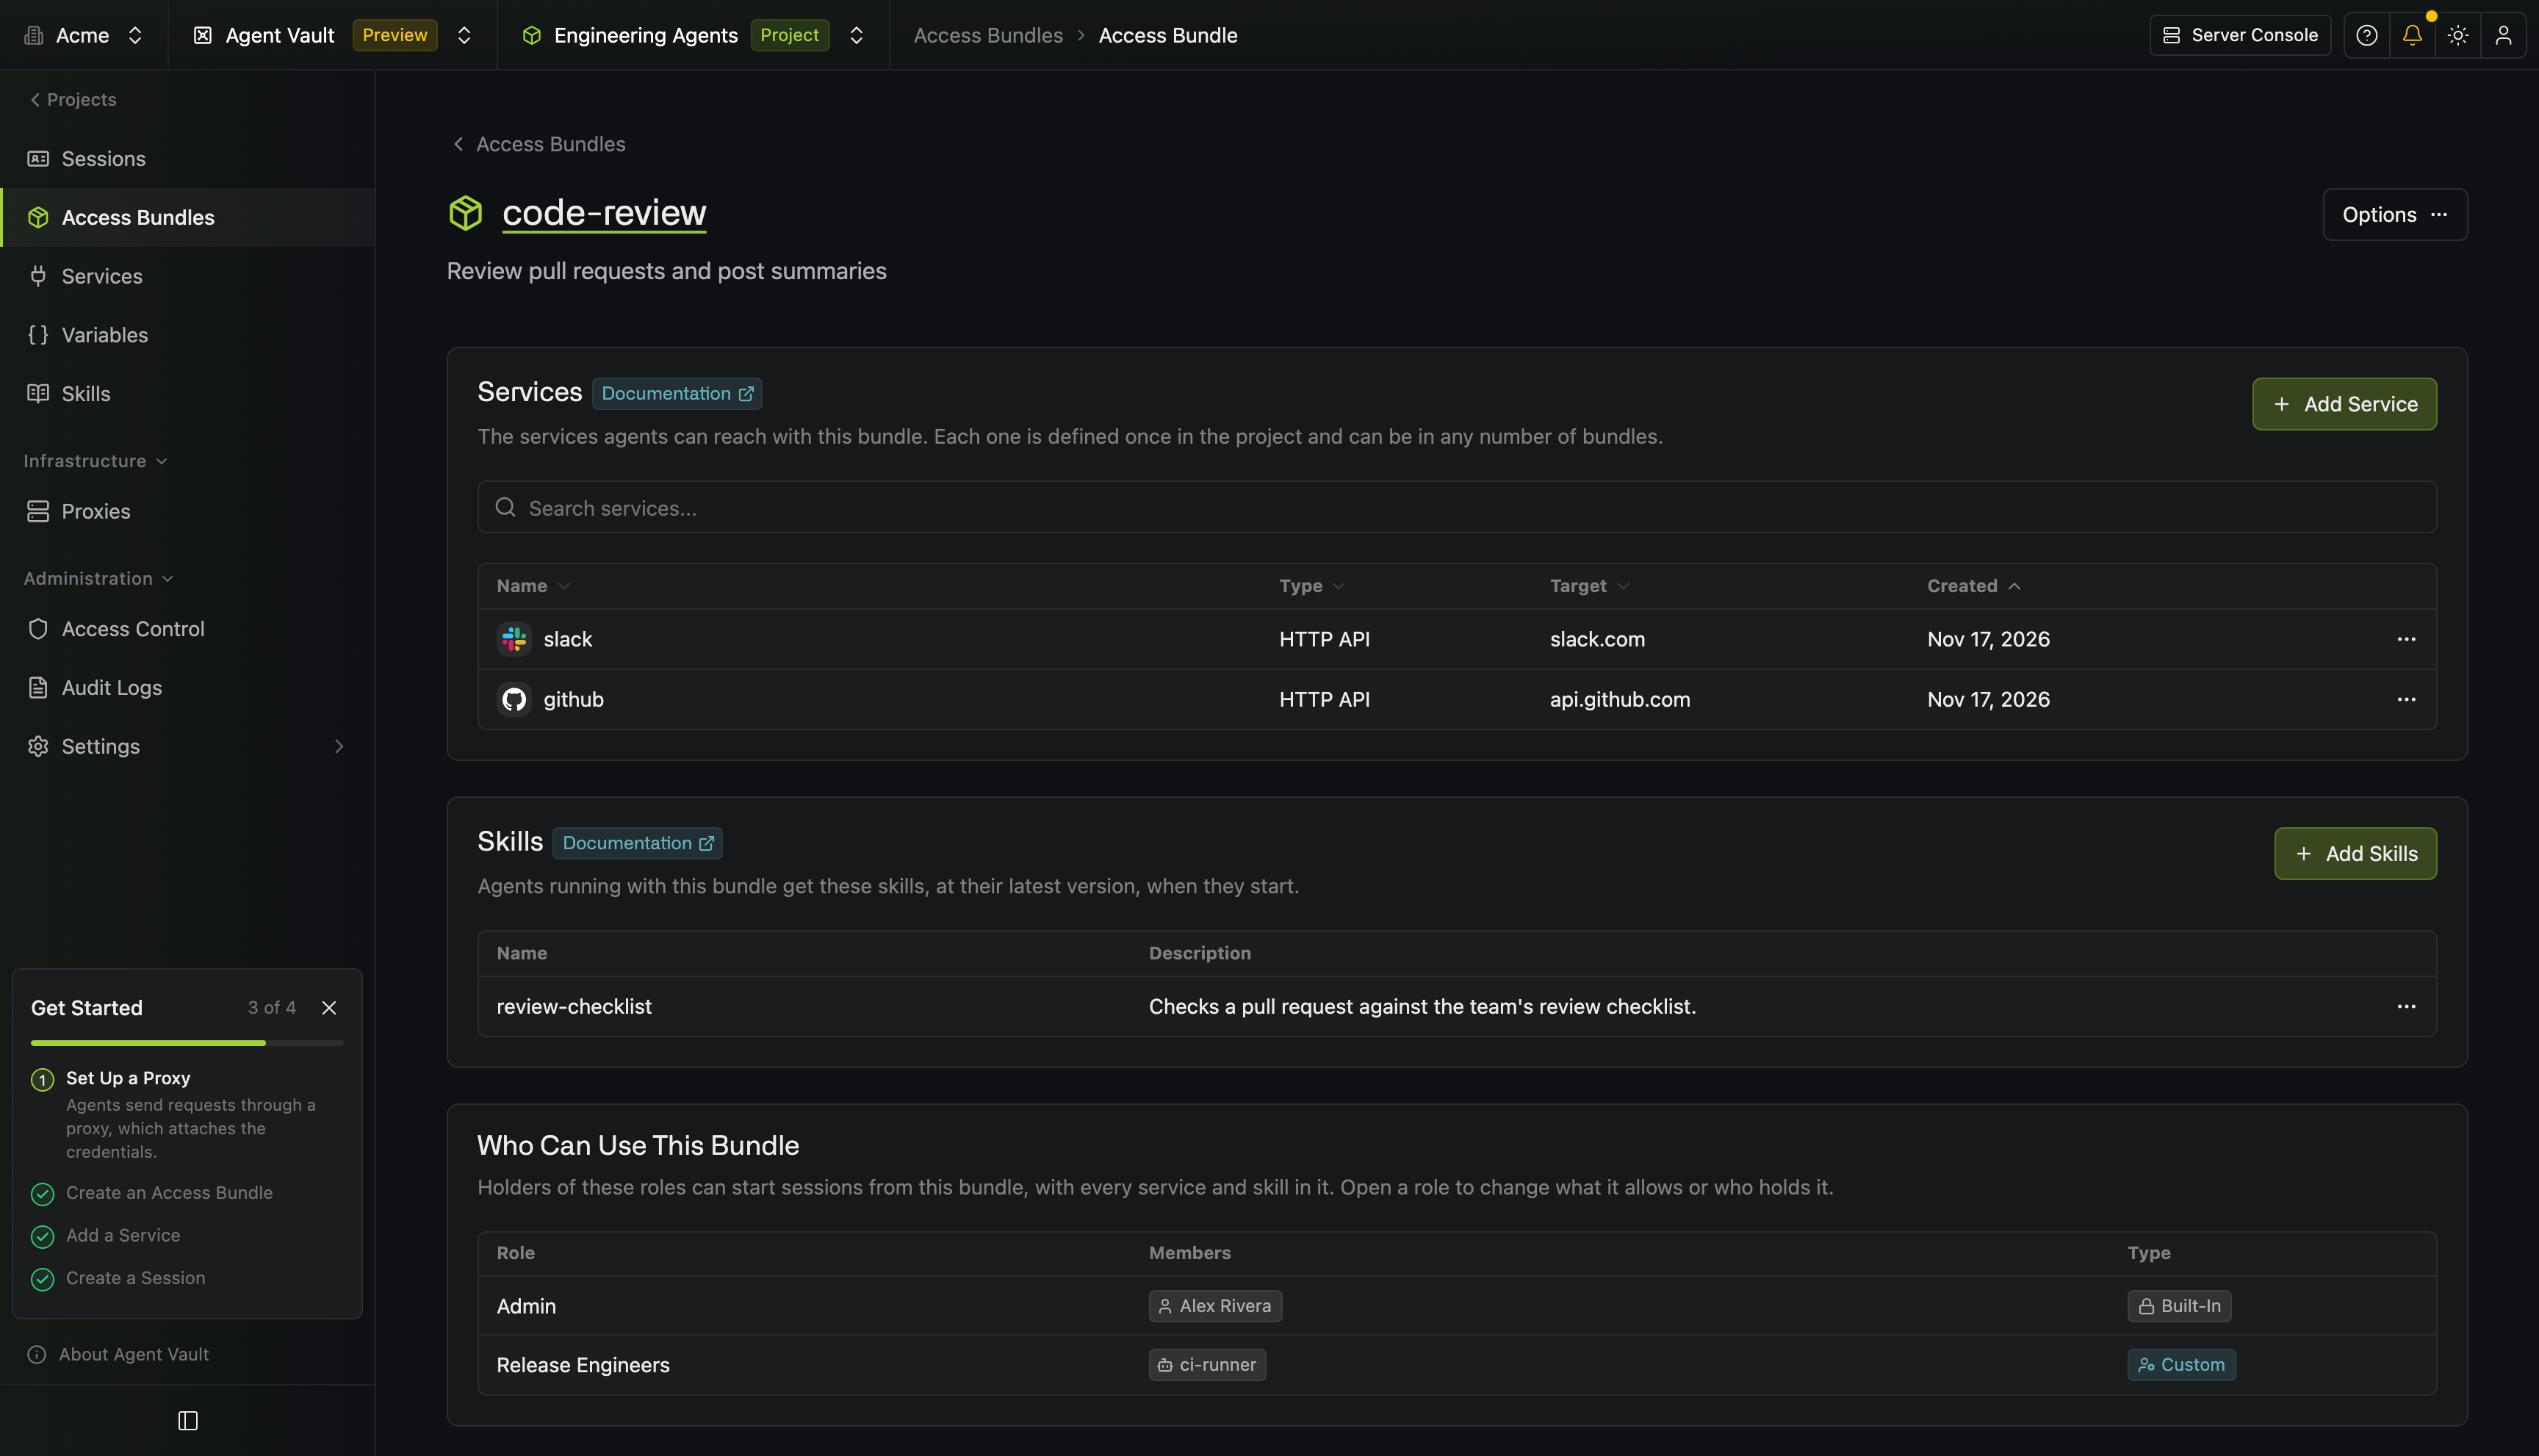 Acme
Agent Vault Preview
Engineering Agents Project
Access Bundles > Access Bundle
Server Console
Projects
Sessions
Access Bundles
Services
Variables
Skills
Infrastructure
Proxies
Administration
Access Control
Audit Logs
Settings
Get Started 3 of 4
1 Set Up a Proxy
Agents send requests through a
proxy, which attaches the
credentials.
Create an Access Bundle
Add a Service
Create a Session
About Agent Vault
Access Bundles
code-review
Options ...
Review pull requests and post summaries
Services Documentation
+ Add Service
The services agents can reach with this bundle. Each one is defined once in the project and can be in any number of bundles.
Search services...
Name Type Target Created
slack HTTP API slack.com Nov 17, 2026
github HTTP API api.github.com Nov 17, 2026
Skills Documentation
+ Add Skills
Agents running with this bundle get these skills, at their latest version, when they start.
Name Description
review-checklist Checks a pull request against the team's review checklist.
Who Can Use This Bundle
Holders of these roles can start sessions from this bundle, with every service and skill in it. Open a role to change what it allows or who holds it.
Role Members Type
Admin Alex Rivera Built-In
Release Engineers ci-runner Custom